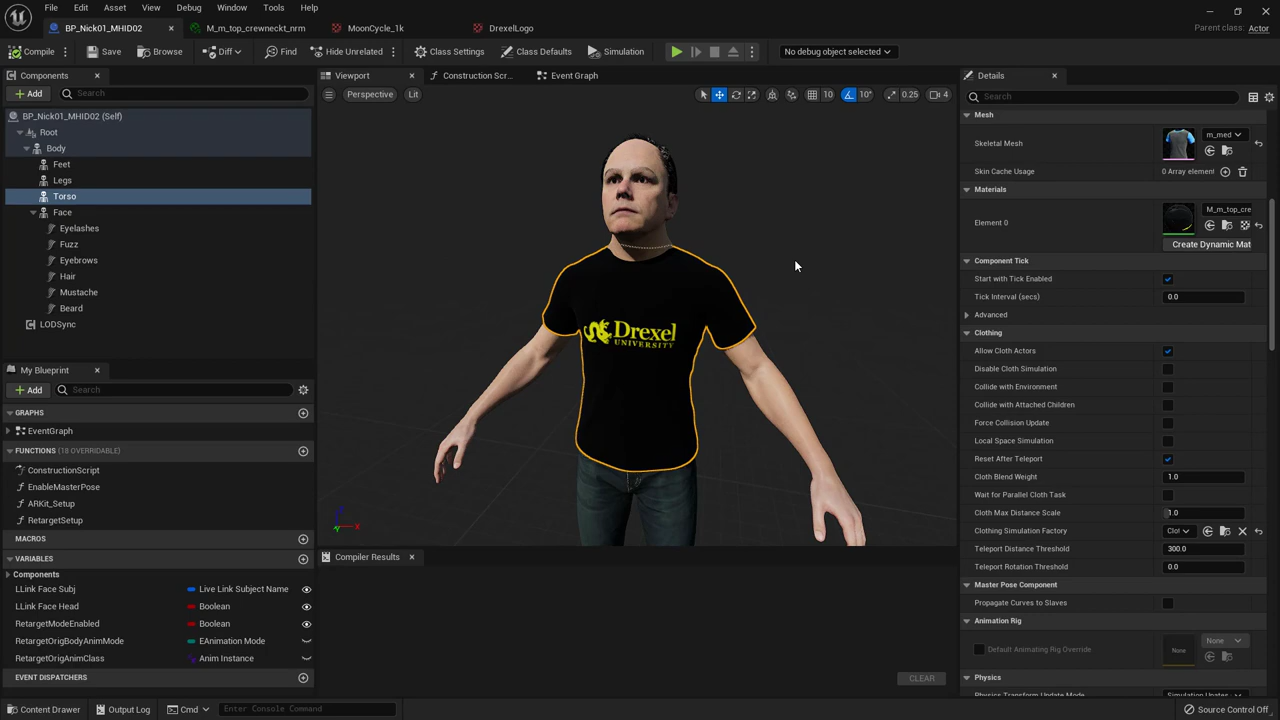 File Edit Asset View Debug Window Tools Help
BP_Nick01_MHID02 M_m_top_crewneckt_nrm MoonCycle_1k DrexelLogo Parent class: Actor
Compile Save Browse Diff Find Hide Unrelated Class Settings Class Defaults Simulation No debug object selected
Components
Add Search
BP_Nick01_MHID02 (Self)
Root
Body
Feet
Legs
Torso
Face
Eyelashes
Fuzz
Eyebrows
Hair
Mustache
Beard
LODSync
My Blueprint
Add Search
GRAPHS
EventGraph
FUNCTIONS (18 OVERRIDABLE)
ConstructionScript
EnableMasterPose
ARKit_Setup
RetargetSetup
MACROS
VARIABLES
Components
LLink Face Subj Live Link Subject Name
LLink Face Head Boolean
RetargetModeEnabled Boolean
RetargetOrigBodyAnimMode EAnimation Mode
RetargetOrigAnimClass Anim Instance
EVENT DISPATCHERS
Viewport Construction Scr... Event Graph
Perspective Lit 10 10° 0.25 4
Drexel
UNIVERSITY
Compiler Results
CLEAR
Details
Search
Mesh
Skeletal Mesh m_med
Skin Cache Usage 0 Array element
Materials
Element 0 M_m_top_cre
Create Dynamic Mat
Component Tick
Start with Tick Enabled
Tick Interval (secs) 0.0
Advanced
Clothing
Allow Cloth Actors
Disable Cloth Simulation
Collide with Environment
Collide with Attached Children
Force Collision Update
Local Space Simulation
Reset After Teleport
Cloth Blend Weight 1.0
Wait for Parallel Cloth Task
Cloth Max Distance Scale 1.0
Clothing Simulation Factory Clot
Teleport Distance Threshold 300.0
Teleport Rotation Threshold 0.0
Master Pose Component
Propagate Curves to Slaves
Animation Rig
Default Animating Rig Override None None
Physics
Physics Transform Update Mode
Content Drawer Output Log Cmd Enter Console Command Source Control Off